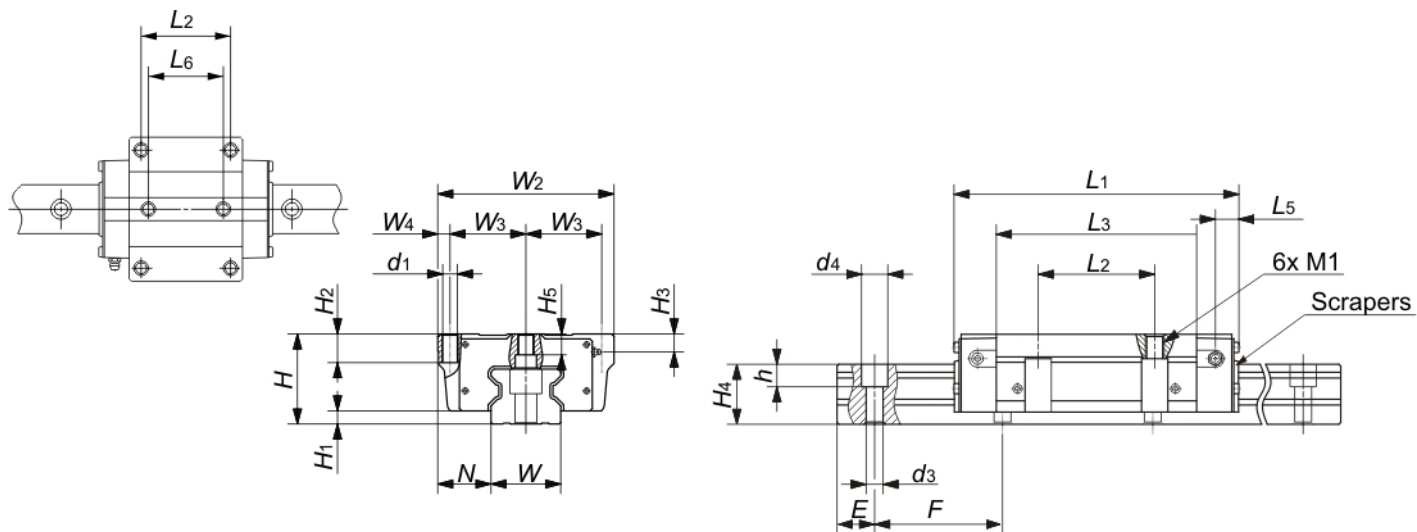 L2
L6
W2
W4 W3 W3
d1
H2
H5
H3
H
H1
N W
L1
L5
L3
d4
L2
6x M1
Scrapers
h
H4
d3
E F